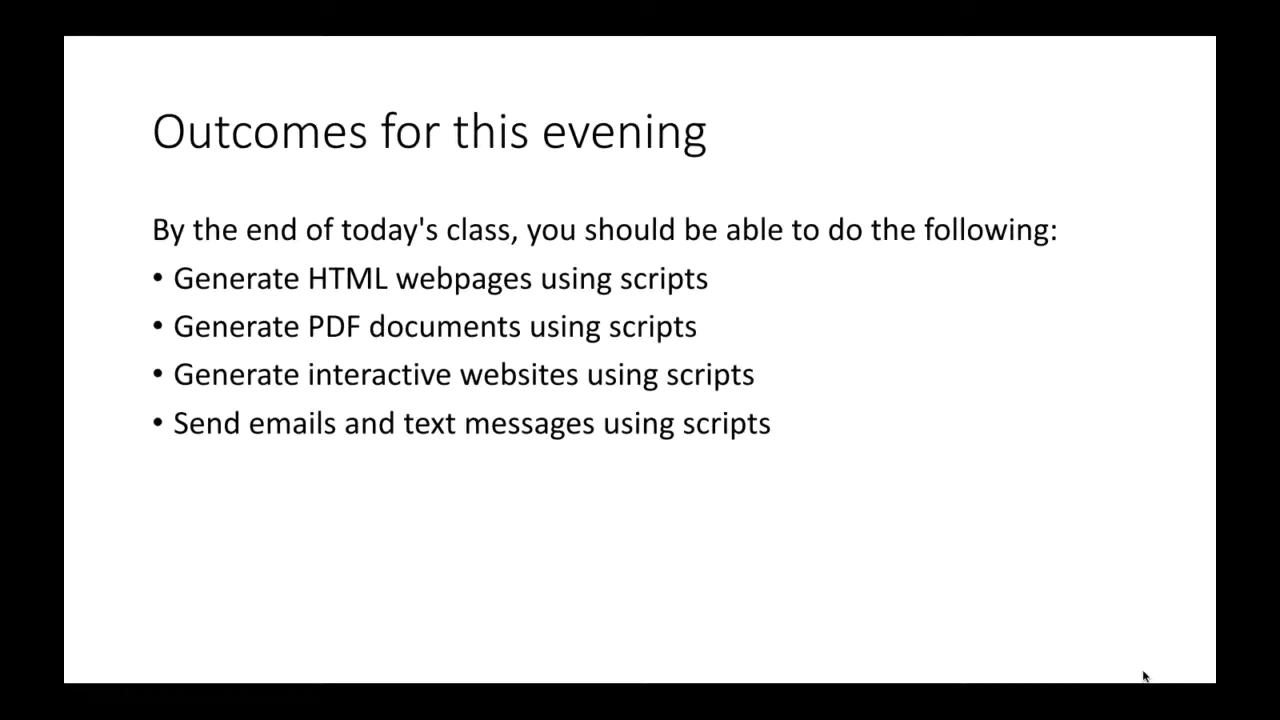 Outcomes for this evening
By the end of today's class, you should be able to do the following:
• Generate HTML webpages using scripts
• Generate PDF documents using scripts
• Generate interactive websites using scripts
• Send emails and text messages using scripts